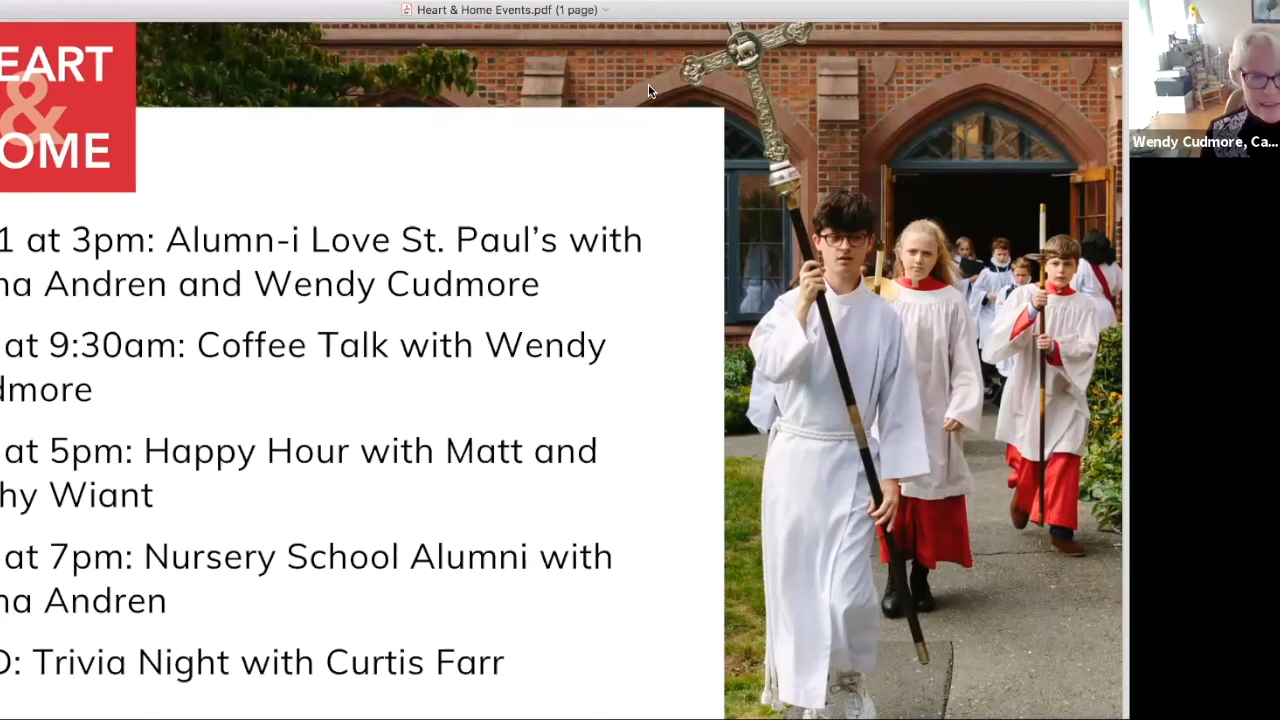 Heart & Home Events.pdf (1 page)
EART
&
OME
1 at 3pm: Alumn-i Love St. Paul's with
na Andren and Wendy Cudmore
at 9:30am: Coffee Talk with Wendy
dmore
at 5pm: Happy Hour with Matt and
hy Wiant
at 7pm: Nursery School Alumni with
na Andren
D: Trivia Night with Curtis Farr
Wendy Cudmore, Ca...